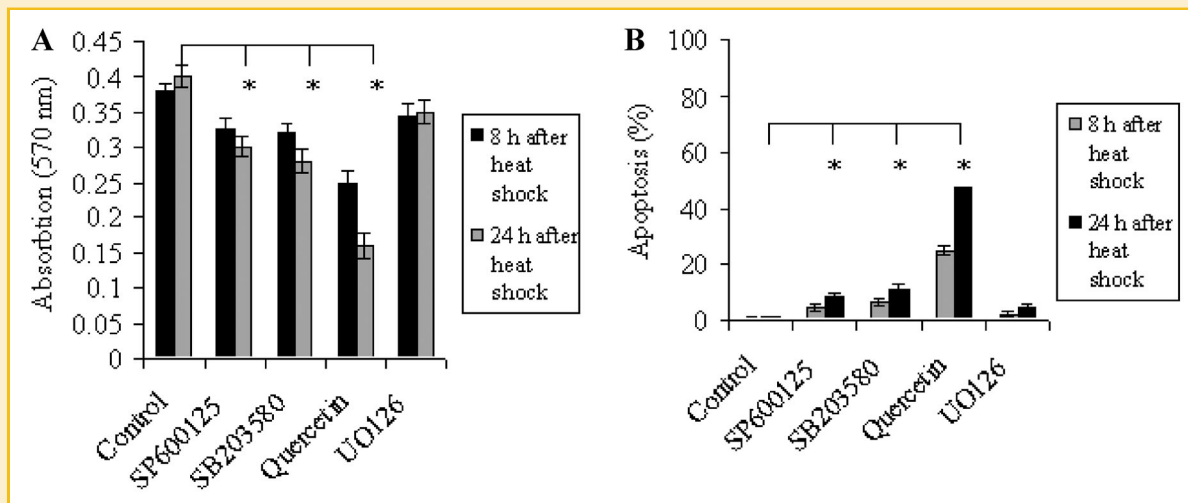 A
Absorbtion (570 nm)
0.45
0.4
0.35
0.3
0.25
0.2
0.15
0.1
0.05
0
* * *
Control
SP600125
SB203580
Quercetin
UO126
8 h after
heat
shock
24 h after
heat
shock
B
Apoptosis (%)
100
80
60
40
20
0
* * *
Control
SP600125
SB203580
Quercetin
UO126
8 h after
heat
shock
24 h after
heat
shock